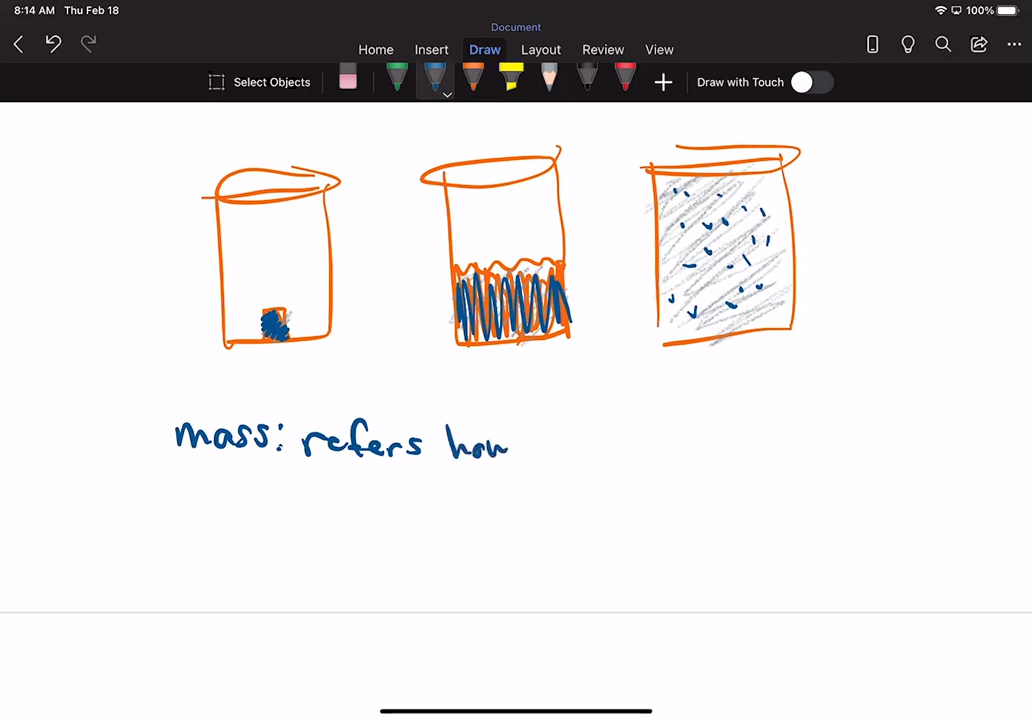 8:14 AM Thu Feb 18 100%
Document
Home Insert Draw Layout Review View
Select Objects Draw with Touch
mass: refers how